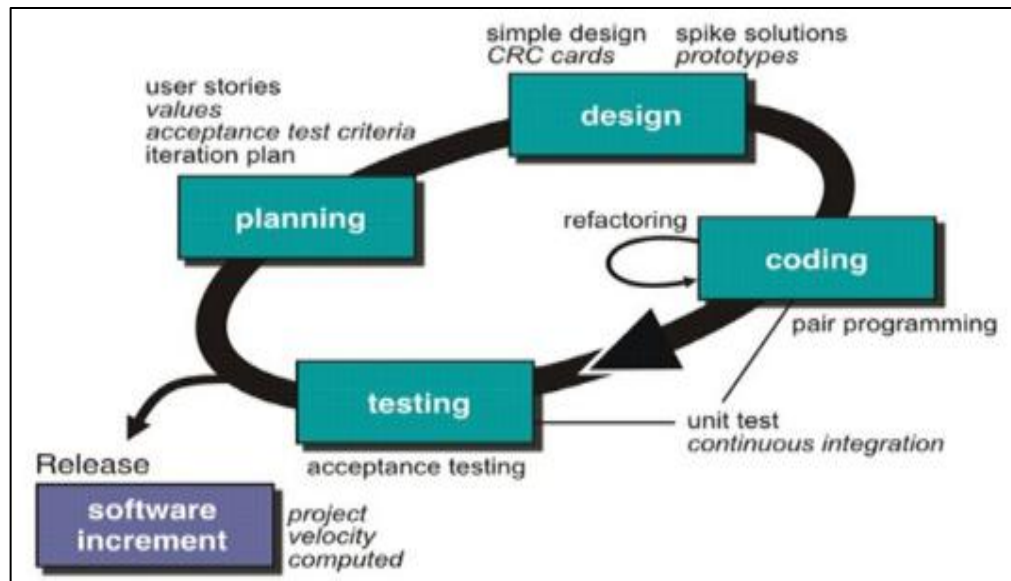 simple design
CRC cards
spike solutions
prototypes
user stories
values
acceptance test criteria
iteration plan
design
planning
refactoring
coding
pair programming
testing
unit test
continuous integration
acceptance testing
Release
software
increment
project
velocity
computed